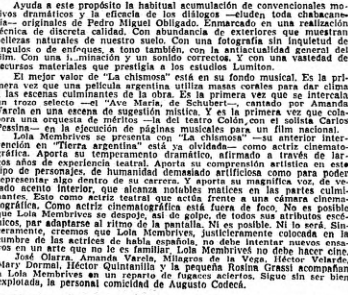 Ayuda a este propósito la habitual acumulación de convencionales mo-
tivos dramáticos y la eficacia de los diálogos —eluden, toda chabacane-
ría— originales de Pedro Miguel Obligado. Enmarcado en una realización
técnica de discreta calidad. Con abundancia de exteriores que muestran
bellezas naturales de nuestro suelo. Con una fotografía sin inquietud de
ángulos o de enfoques, a tono también, con la antiactualidad general del
film. Con una iluminación y un sonido correctos. Y con una vastedad de
recursos materiales que prestigia a los estudios Lumiton.
El mejor valor de "La chismosa" está en su fondo musical. Es la pri-
mera vez que una película argentina utiliza masas corales para dar clima
a las escenas culminantes de la obra. Es la primera vez que se intercala
un trozo selecto —el "Ave María, de Schubert—, cantado por Amanda
Varela en una escena de sugestión mística. Y es la primera vez que cola-
bora una orquesta de méritos —la del teatro Colón, con el solista Carlos
Pessina— en la ejecución de páginas musicales para un film nacional.
Lola Membrives se presenta con "La chismosa" —su anterior inter-
vención en "Tierra argentina" está ya olvidada— como actriz cinemato-
gráfica. Aporta su temperamento dramático, afirmado a través de lar-
gos años de experiencia teatral. Aporta su comprensión artística en este
tipo de personajes, de humanidad demasiado artificiosa como para poder
representar algo dentro de su carrera. Y aporta su magnífica voz, de va-
riado acento interior, que alcanza notables matices en las partes culmi-
nantes. Esto como actriz teatral que actúa frente a una cámara cinema-
tográfica. Como actriz cinematográfica está fuera de foco. No es posible
que Lola Membrives se despoje, así de golpe, de todos sus atributos escé-
nicos, para adaptarse al ritmo de la pantalla. Ni es posible. Ni lo será. Sin-
ceramente, creemos que Lola Membrives, justicieramente colocada en la
cumbre de las actrices de habla española, no debe intentar nuevos ensa-
yos en un arte que no le es familiar. Lola Membrives no debe hacer cine.
José Olarra, Amanda Varela, Milagros de la Vega, Héctor Velarde,
Mary Dormal, Héctor Quintanilla y la pequeña Rosina Grassi acompañan
a Lola Membrives en un reparto de fugaces aciertos. Sigue sin ser bien
explotada, la personal comicidad de Augusto Codecá.